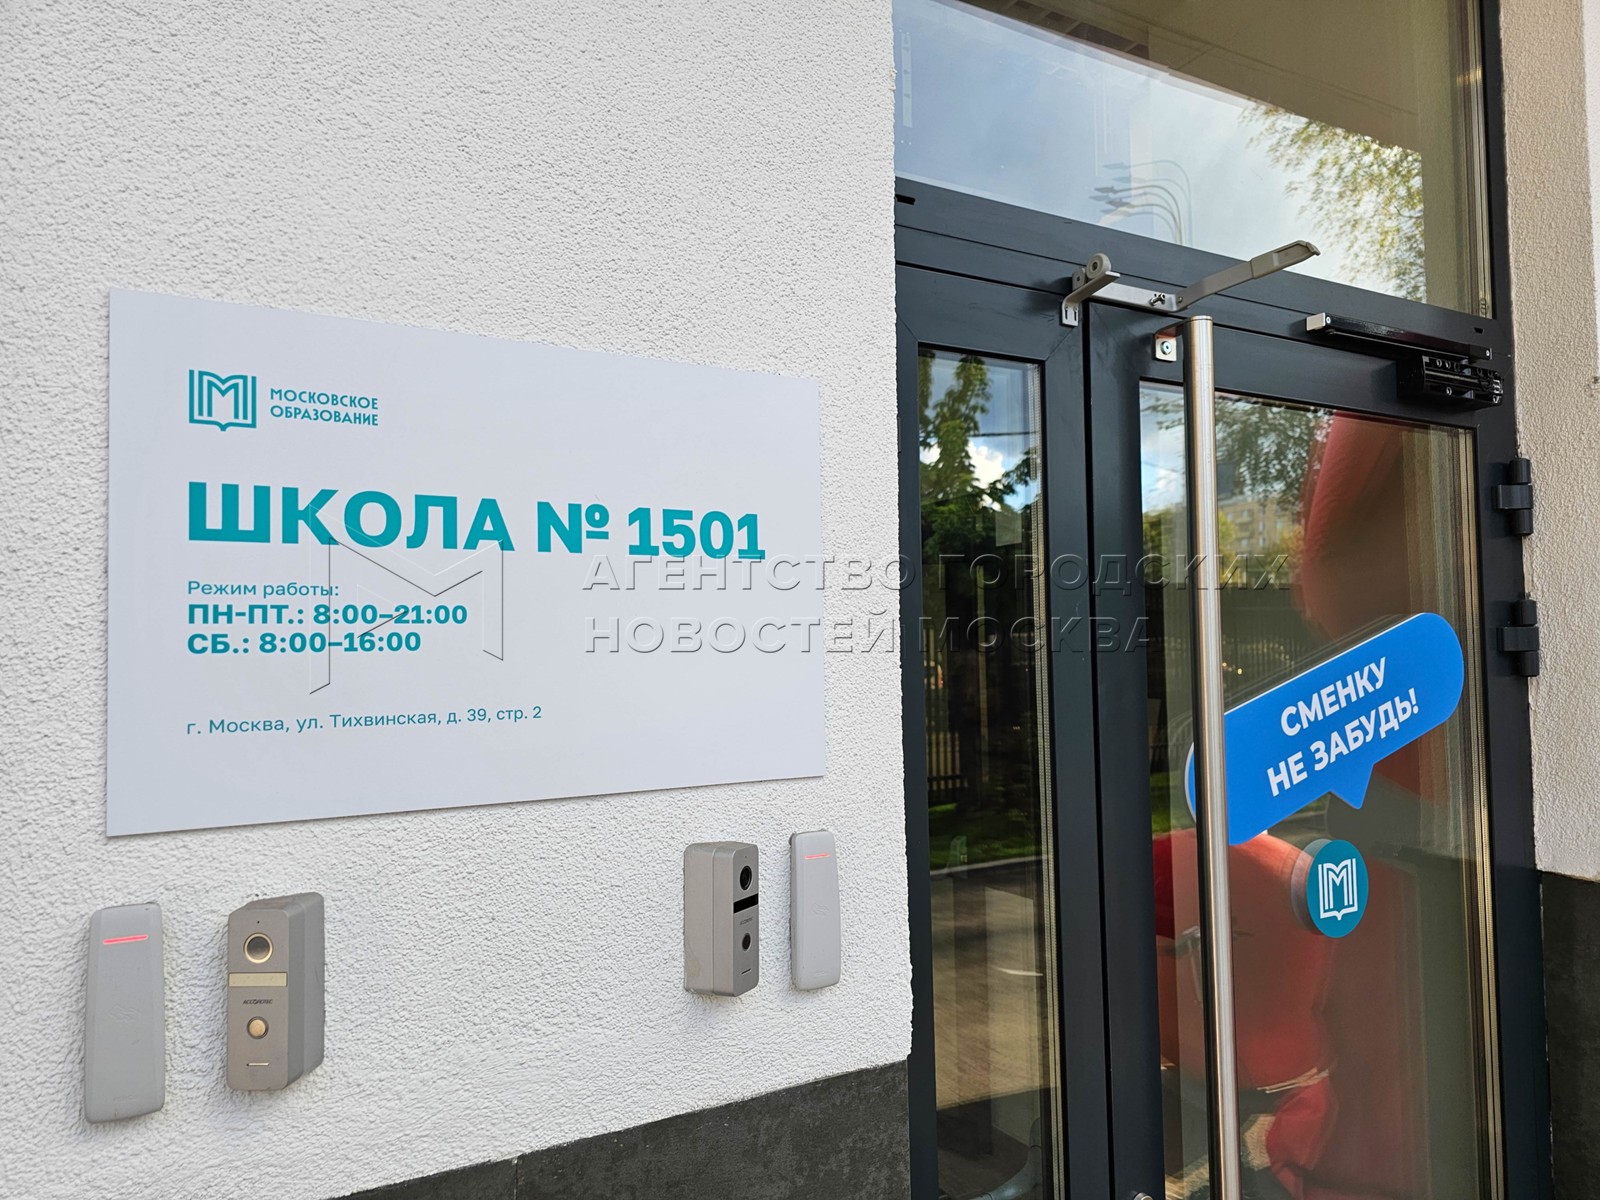 МОСКОВСКОЕ
ОБРАЗОВАНИЕ
ШКОЛА № 1501
Режим работы:
ПН-ПТ.: 8:00–21:00
СБ.: 8:00–16:00
г. Москва, ул. Тихвинская, д. 39, стр. 2
АГЕНТСТВО ГОРОДСКИХ
НОВОСТЕЙ МОСКВА
СМЕНКУ
НЕ ЗАБУДЬ!